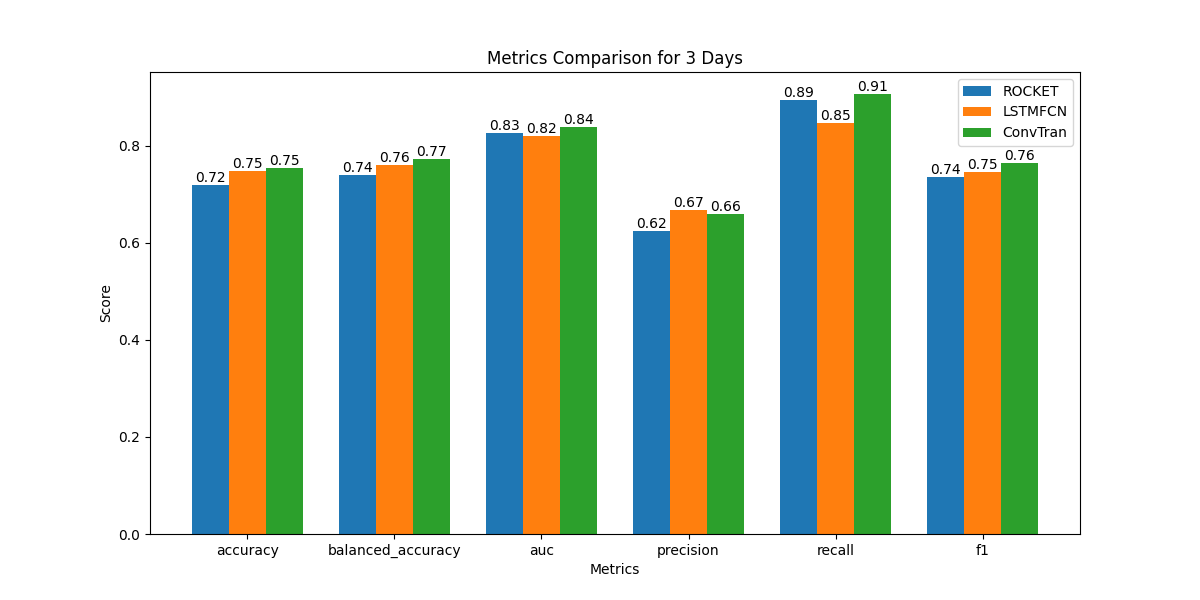 Metrics Comparison for 3 Days
ROCKET
LSTMFCN
ConvTran
Score
0.8
0.6
0.4
0.2
0.0
0.72 0.75 0.75
0.74 0.76 0.77
0.83 0.82 0.84
0.62 0.67 0.66
0.89 0.85 0.91
0.74 0.75 0.76
accuracy balanced_accuracy auc precision recall f1
Metrics